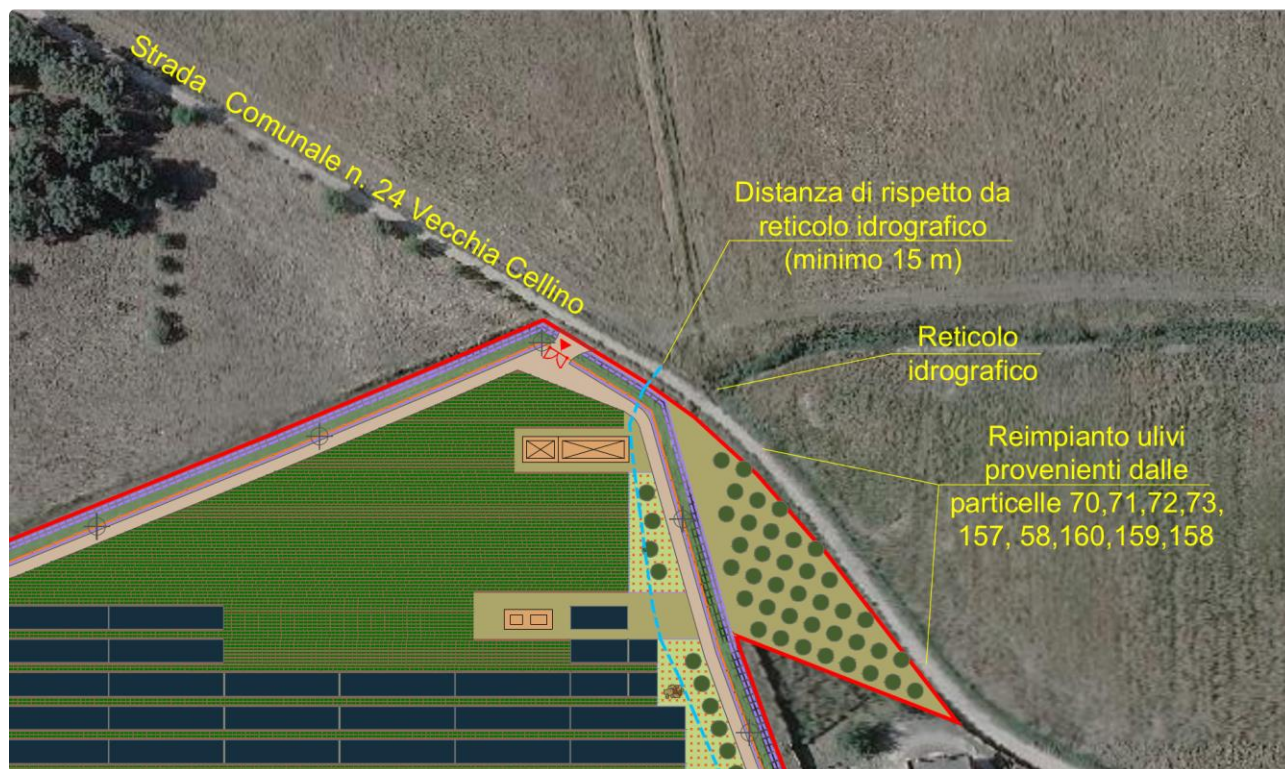 Strada Comunale n. 24 Vecchia Cellino
Distanza di rispetto da
reticolo idrografico
(minimo 15 m)
Reticolo
idrografico
Reimpianto ulivi
provenienti dalle
particelle 70,71,72,73,
157, 58,160,159,158